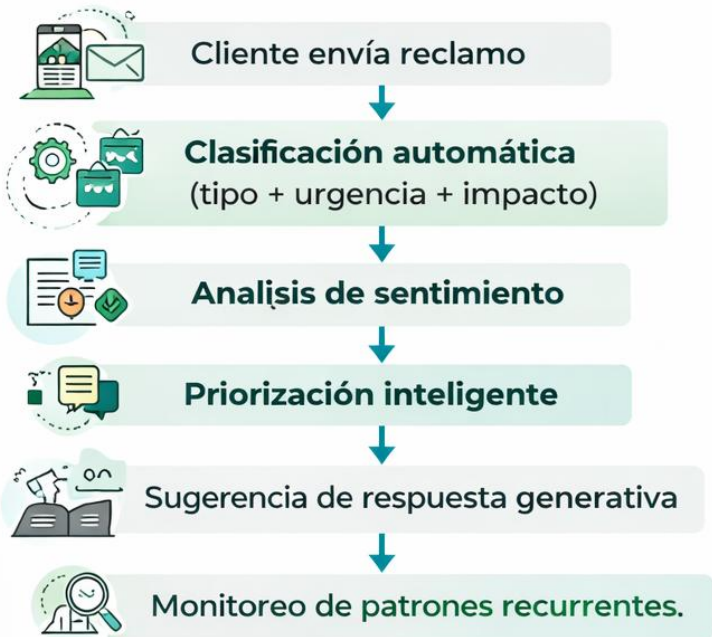 Cliente envía reclamo
Clasificación automática
(tipo + urgencia + impacto)
Analisis de sentimiento
Priorización inteligente
Sugerencia de respuesta generativa
Monitoreo de patrones recurrentes.